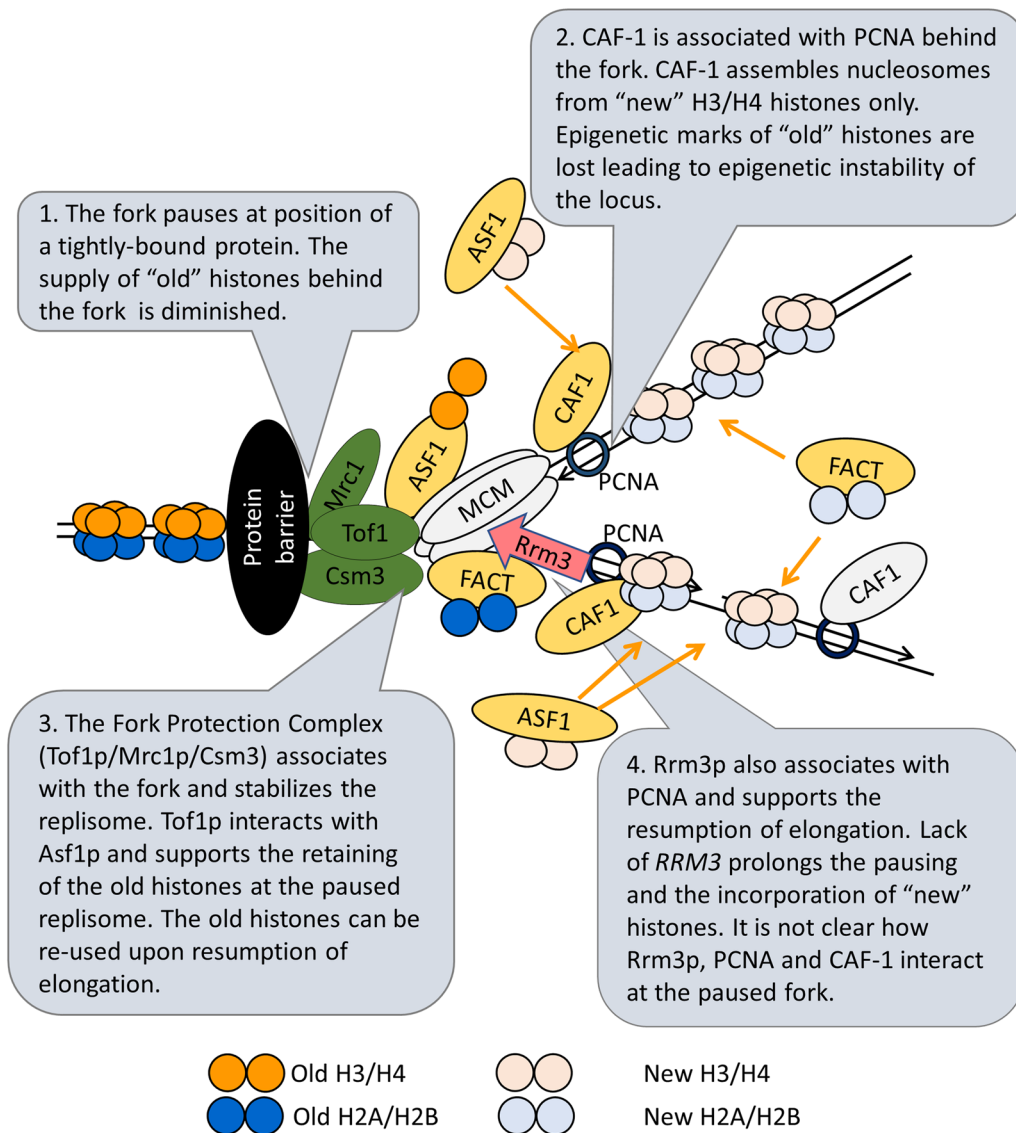 2. CAF-1 is associated with PCNA behind
the fork. CAF-1 assembles nucleosomes
from “new” H3/H4 histones only.
Epigenetic marks of “old” histones are
lost leading to epigenetic instability of
the locus.
1. The fork pauses at position of
a tightly-bound protein. The
supply of “old” histones behind
the fork is diminished.
ASF1
CAF1
ASF1
Mrc1
MCM
PCNA
FACT
Protein
barrier
Tof1
Csm3
PCNA
Rrm3
FACT
CAF1
CAF1
ASF1
3. The Fork Protection Complex
(Tof1p/Mrc1p/Csm3) associates
with the fork and stabilizes the
replisome. Tof1p interacts with
Asf1p and supports the retaining
of the old histones at the paused
replisome. The old histones can be
re-used upon resumption of
elongation.
4. Rrm3p also associates with
PCNA and supports the
resumption of elongation. Lack
of RRM3 prolongs the pausing
and the incorporation of “new”
histones. It is not clear how
Rrm3p, PCNA and CAF-1 interact
at the paused fork.
Old H3/H4
New H3/H4
Old H2A/H2B
New H2A/H2B